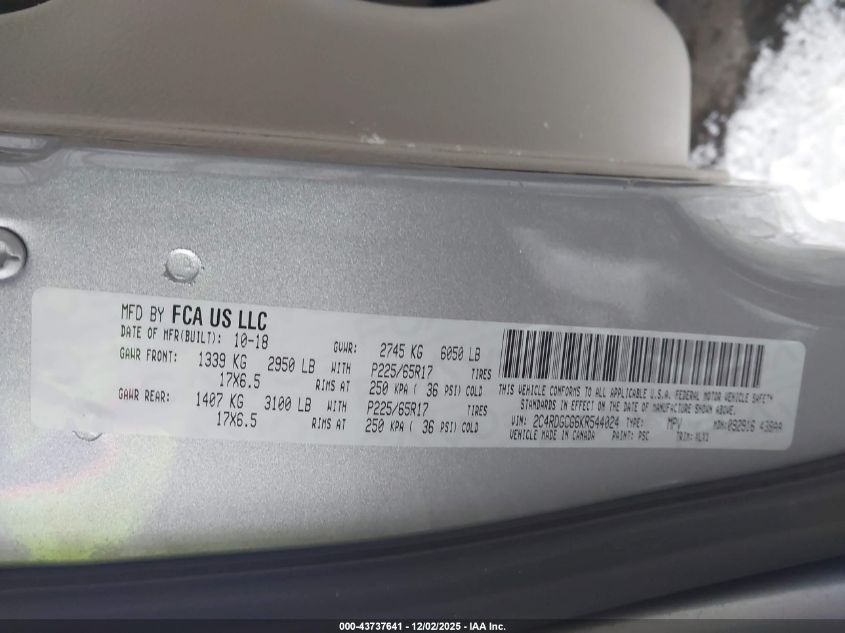 MFD BY FCA US LLC
DATE OF MFR(BUILT): 10-18
GVWR: 2745 KG 6050 LB
GAWR FRONT: 1339 KG 2950 LB WITH P225/65R17 TIRES
17X6.5 RIMS AT 250 KPA ( 36 PSI) COLD
GAWR REAR: 1407 KG 3100 LB WITH P225/65R17 TIRES
17X6.5 RIMS AT 250 KPA ( 36 PSI) COLD
THIS VEHICLE CONFORMS TO ALL APPLICABLE U.S.A. FEDERAL MOTOR VEHICLE SAFETY
STANDARDS IN EFFECT ON THE DATE OF MANUFACTURE SHOWN ABOVE.
VIN: 2C4RDGCG6KR544024 TYPE: MPV MDH:092916 438AA
VEHICLE MADE IN CANADA PAINT: PSC TRIM:
000-43737641 - 12/02/2025 - IAA Inc.